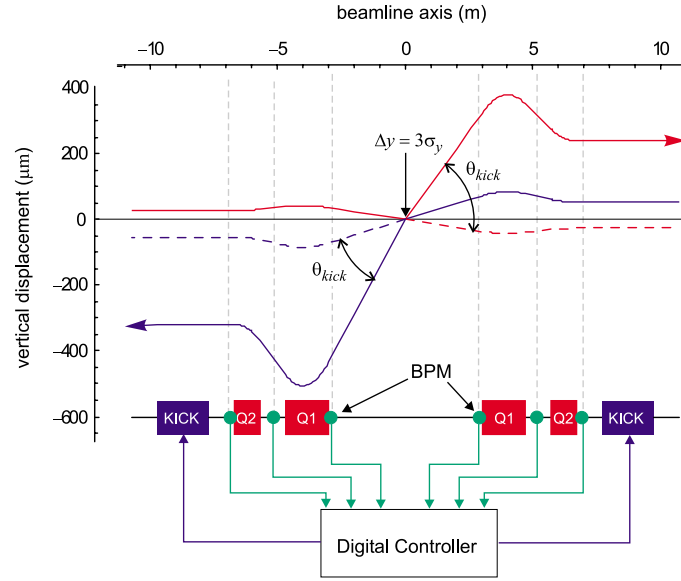 beamline axis (m)
−10 −5 0 5 10
vertical displacement (μm)
400
200
0
−200
−400
−500
−600
Δy = 3σy
θkick
θkick
BPM
KICK Q2 Q1 Q1 Q2 KICK
Digital Controller